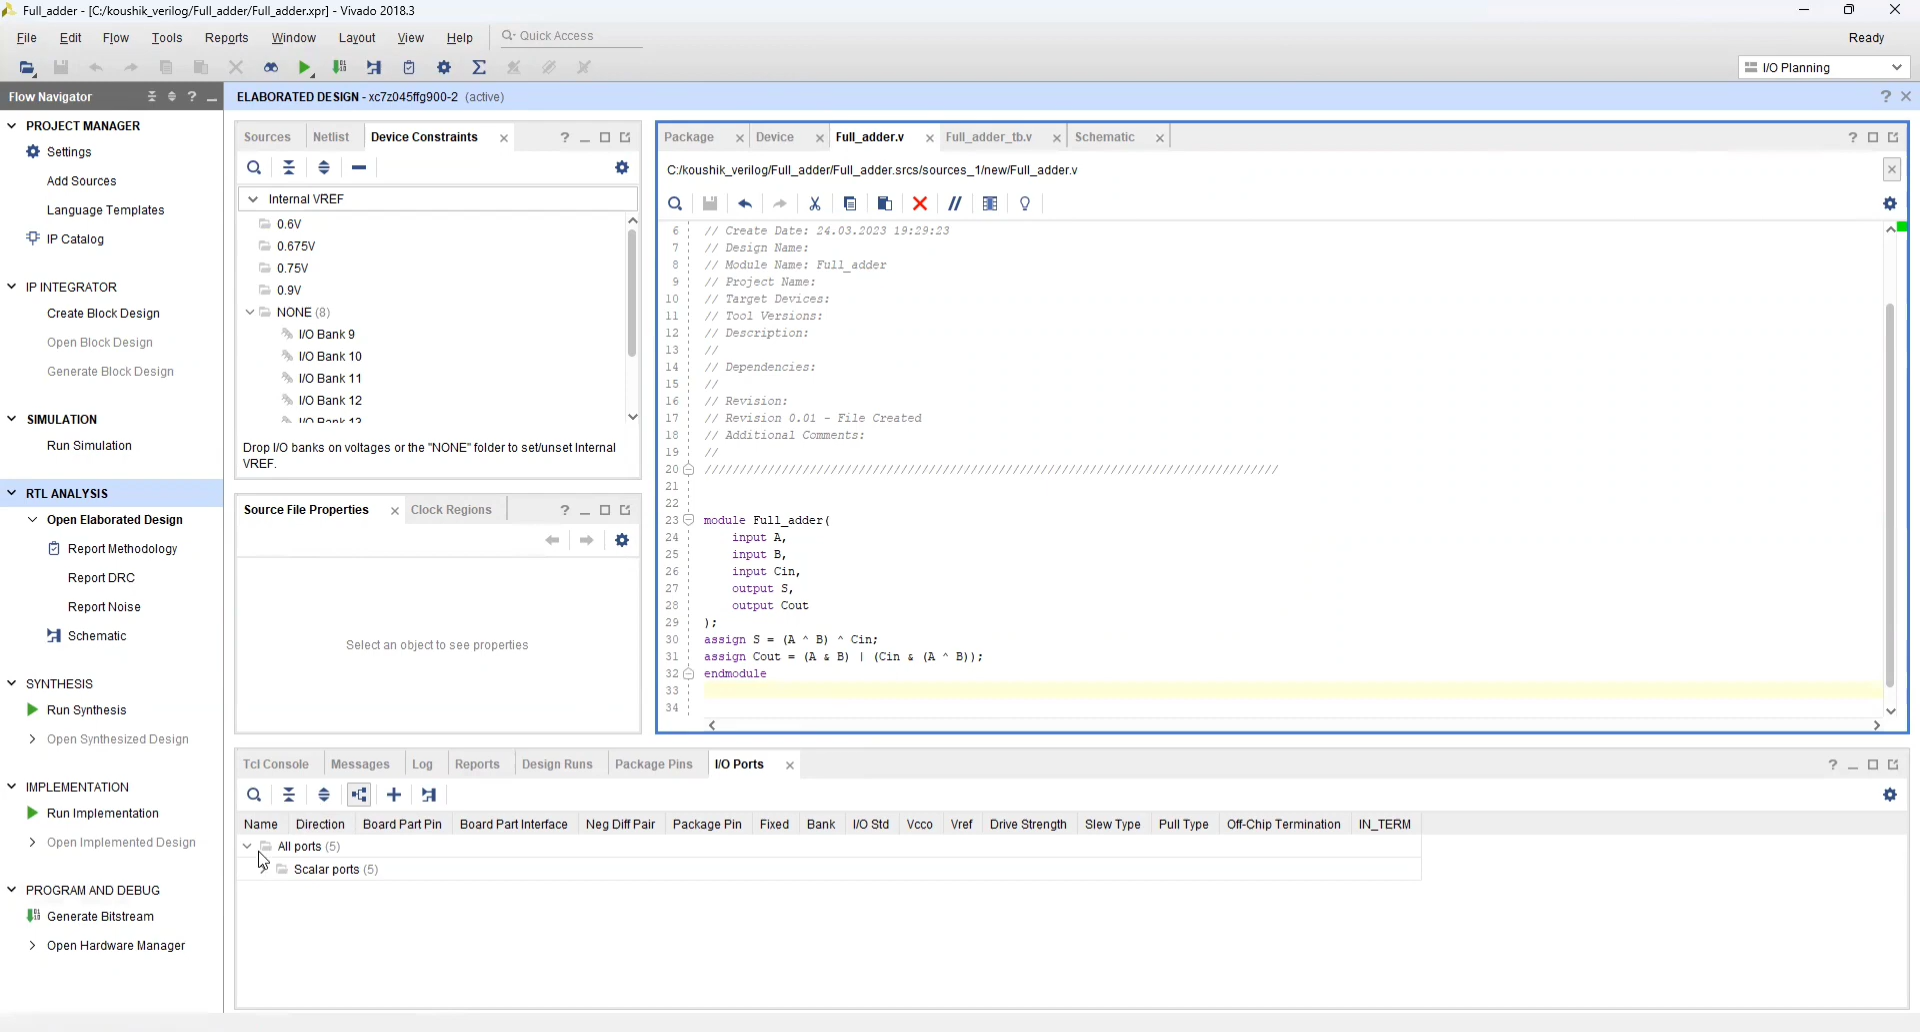 Full_adder - [C:/koushik_verilog/Full_adder/Full_adder.xpr] - Vivado 2018.3
File Edit Flow Tools Reports Window Layout View Help Quick Access Ready
I/O Planning
Flow Navigator
ELABORATED DESIGN - xc7z045ffg900-2 (active)
PROJECT MANAGER
Settings
Add Sources
Language Templates
IP Catalog
IP INTEGRATOR
Create Block Design
Open Block Design
Generate Block Design
SIMULATION
Run Simulation
RTL ANALYSIS
Open Elaborated Design
Report Methodology
Report DRC
Report Noise
Schematic
SYNTHESIS
Run Synthesis
Open Synthesized Design
IMPLEMENTATION
Run Implementation
Open Implemented Design
PROGRAM AND DEBUG
Generate Bitstream
Open Hardware Manager
Sources Netlist Device Constraints
Internal VREF
0.6V
0.675V
0.75V
0.9V
NONE (8)
I/O Bank 9
I/O Bank 10
I/O Bank 11
I/O Bank 12
I/O Bank 13
Drop I/O banks on voltages or the "NONE" folder to set/unset Internal
VREF.
Source File Properties Clock Regions
Select an object to see properties
Package Device Full_adder.v Full_adder_tb.v Schematic
C:/koushik_verilog/Full_adder/Full_adder.srcs/sources_1/new/Full_adder.v
6 // Create Date: 24.03.2023 19:29:23
7 // Design Name:
8 // Module Name: Full_adder
9 // Project Name:
10 // Target Devices:
11 // Tool Versions:
12 // Description:
13 //
14 // Dependencies:
15 //
16 // Revision:
17 // Revision 0.01 - File Created
18 // Additional Comments:
19 //
20 //////////////////////////////////////////////////////////////////////////////////
21
22
23 module Full_adder(
24 input A,
25 input B,
26 input Cin,
27 output S,
28 output Cout
29 );
30 assign S = (A ^ B) ^ Cin;
31 assign Cout = (A & B) | (Cin & (A ^ B));
32 endmodule
33
34
Tcl Console Messages Log Reports Design Runs Package Pins I/O Ports
Name Direction Board Part Pin Board Part Interface Neg Diff Pair Package Pin Fixed Bank I/O Std Vcco Vref Drive Strength Slew Type Pull Type Off-Chip Termination IN_TERM
All ports (5)
Scalar ports (5)